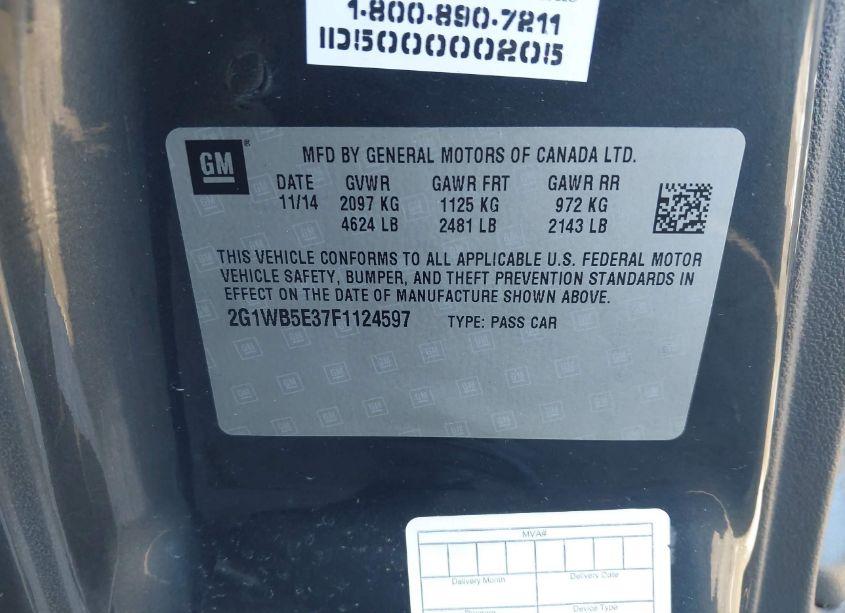 1-800-890-7211
IID5000000205
GM
MFD BY GENERAL MOTORS OF CANADA LTD.
DATE GVWR GAWR FRT GAWR RR
11/14 2097 KG 1125 KG 972 KG
4624 LB 2481 LB 2143 LB
THIS VEHICLE CONFORMS TO ALL APPLICABLE U.S. FEDERAL MOTOR
VEHICLE SAFETY, BUMPER, AND THEFT PREVENTION STANDARDS IN
EFFECT ON THE DATE OF MANUFACTURE SHOWN ABOVE.
2G1WB5E37F1124597 TYPE: PASS CAR
MVA#
Delivery Month Delivery Date
Device Type